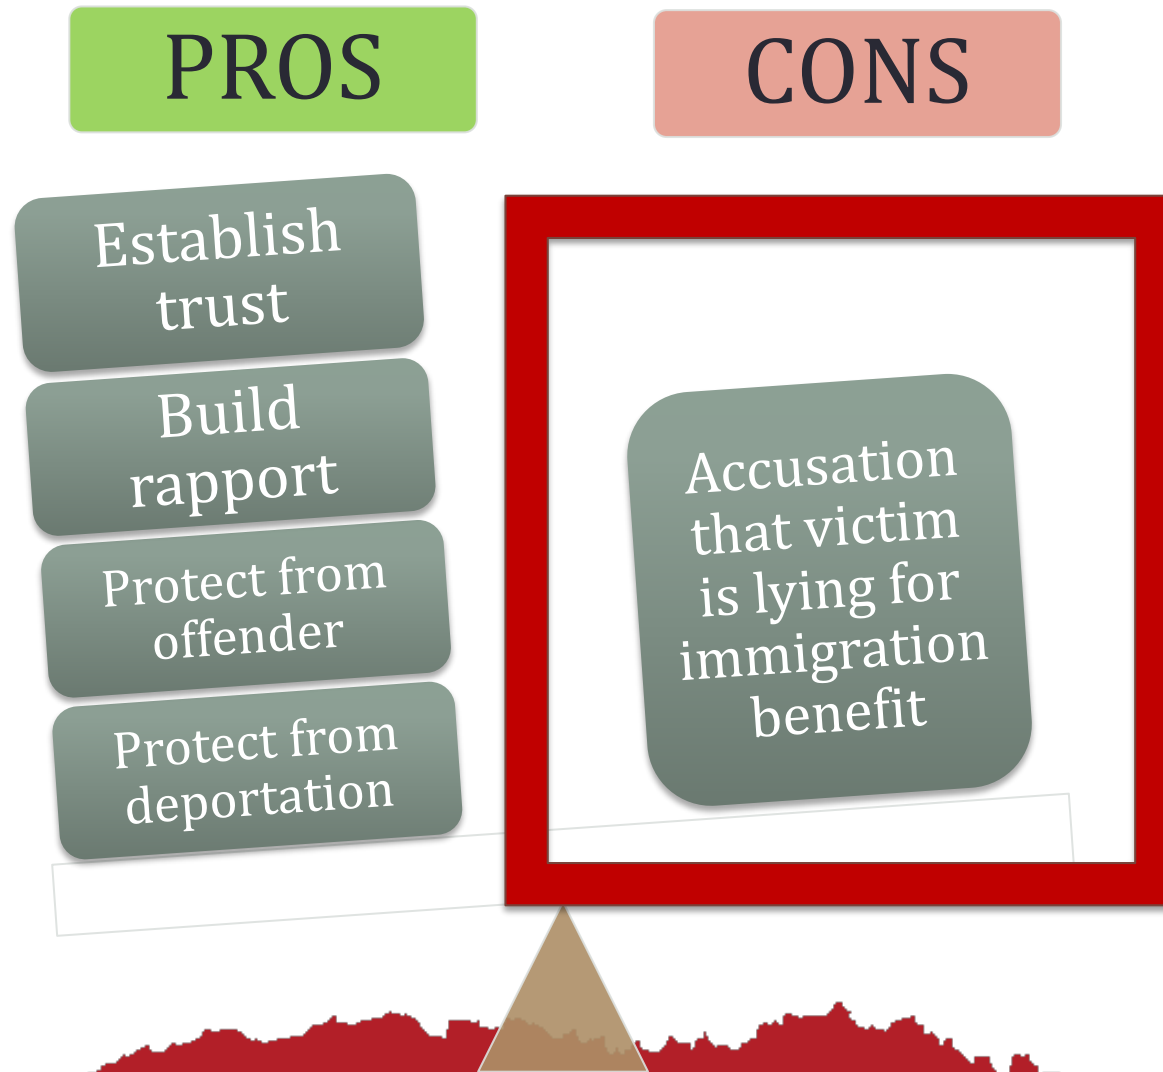 PROS
CONS
Establish
trust
Build
rapport
Protect from
offender
Protect from
deportation
Accusation
that victim
is lying for
immigration
benefit